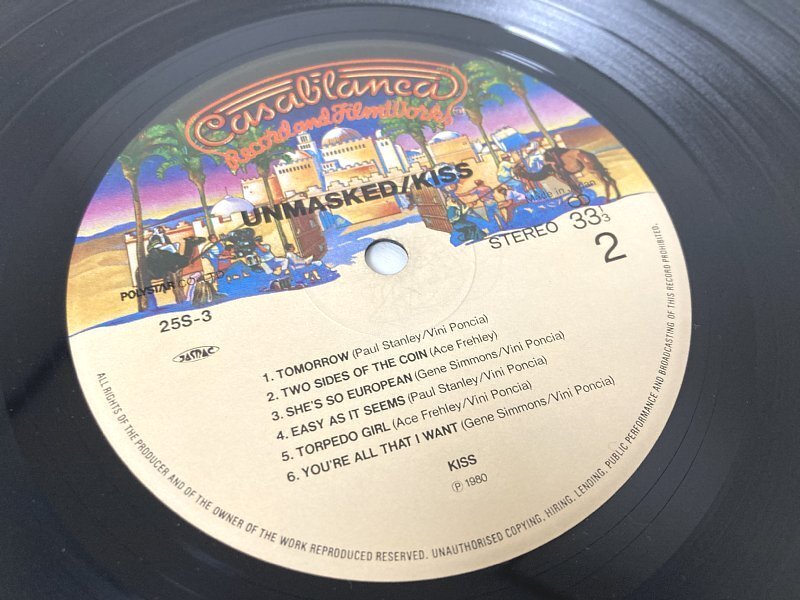 Casablanca
Record and FilmWorks
UNMASKED/KISS
Made in Japan
STEREO 33 1/3
2
POLYSTAR CO., LTD.
25S-3
JASRAC
1. TOMORROW (Paul Stanley/Vini Poncia)
2. TWO SIDES OF THE COIN (Ace Frehley)
3. SHE'S SO EUROPEAN (Gene Simmons/Vini Poncia)
4. EASY AS IT SEEMS (Paul Stanley/Vini Poncia)
5. TORPEDO GIRL (Ace Frehley/Vini Poncia)
6. YOU'RE ALL THAT I WANT (Gene Simmons/Vini Poncia)
KISS
Ⓟ 1980
ALL RIGHTS OF THE PRODUCER AND OF THE OWNER OF THE WORK REPRODUCED RESERVED. UNAUTHORISED COPYING, HIRING, LENDING, PUBLIC PERFORMANCE AND BROADCASTING OF THIS RECORD PROHIBITED.